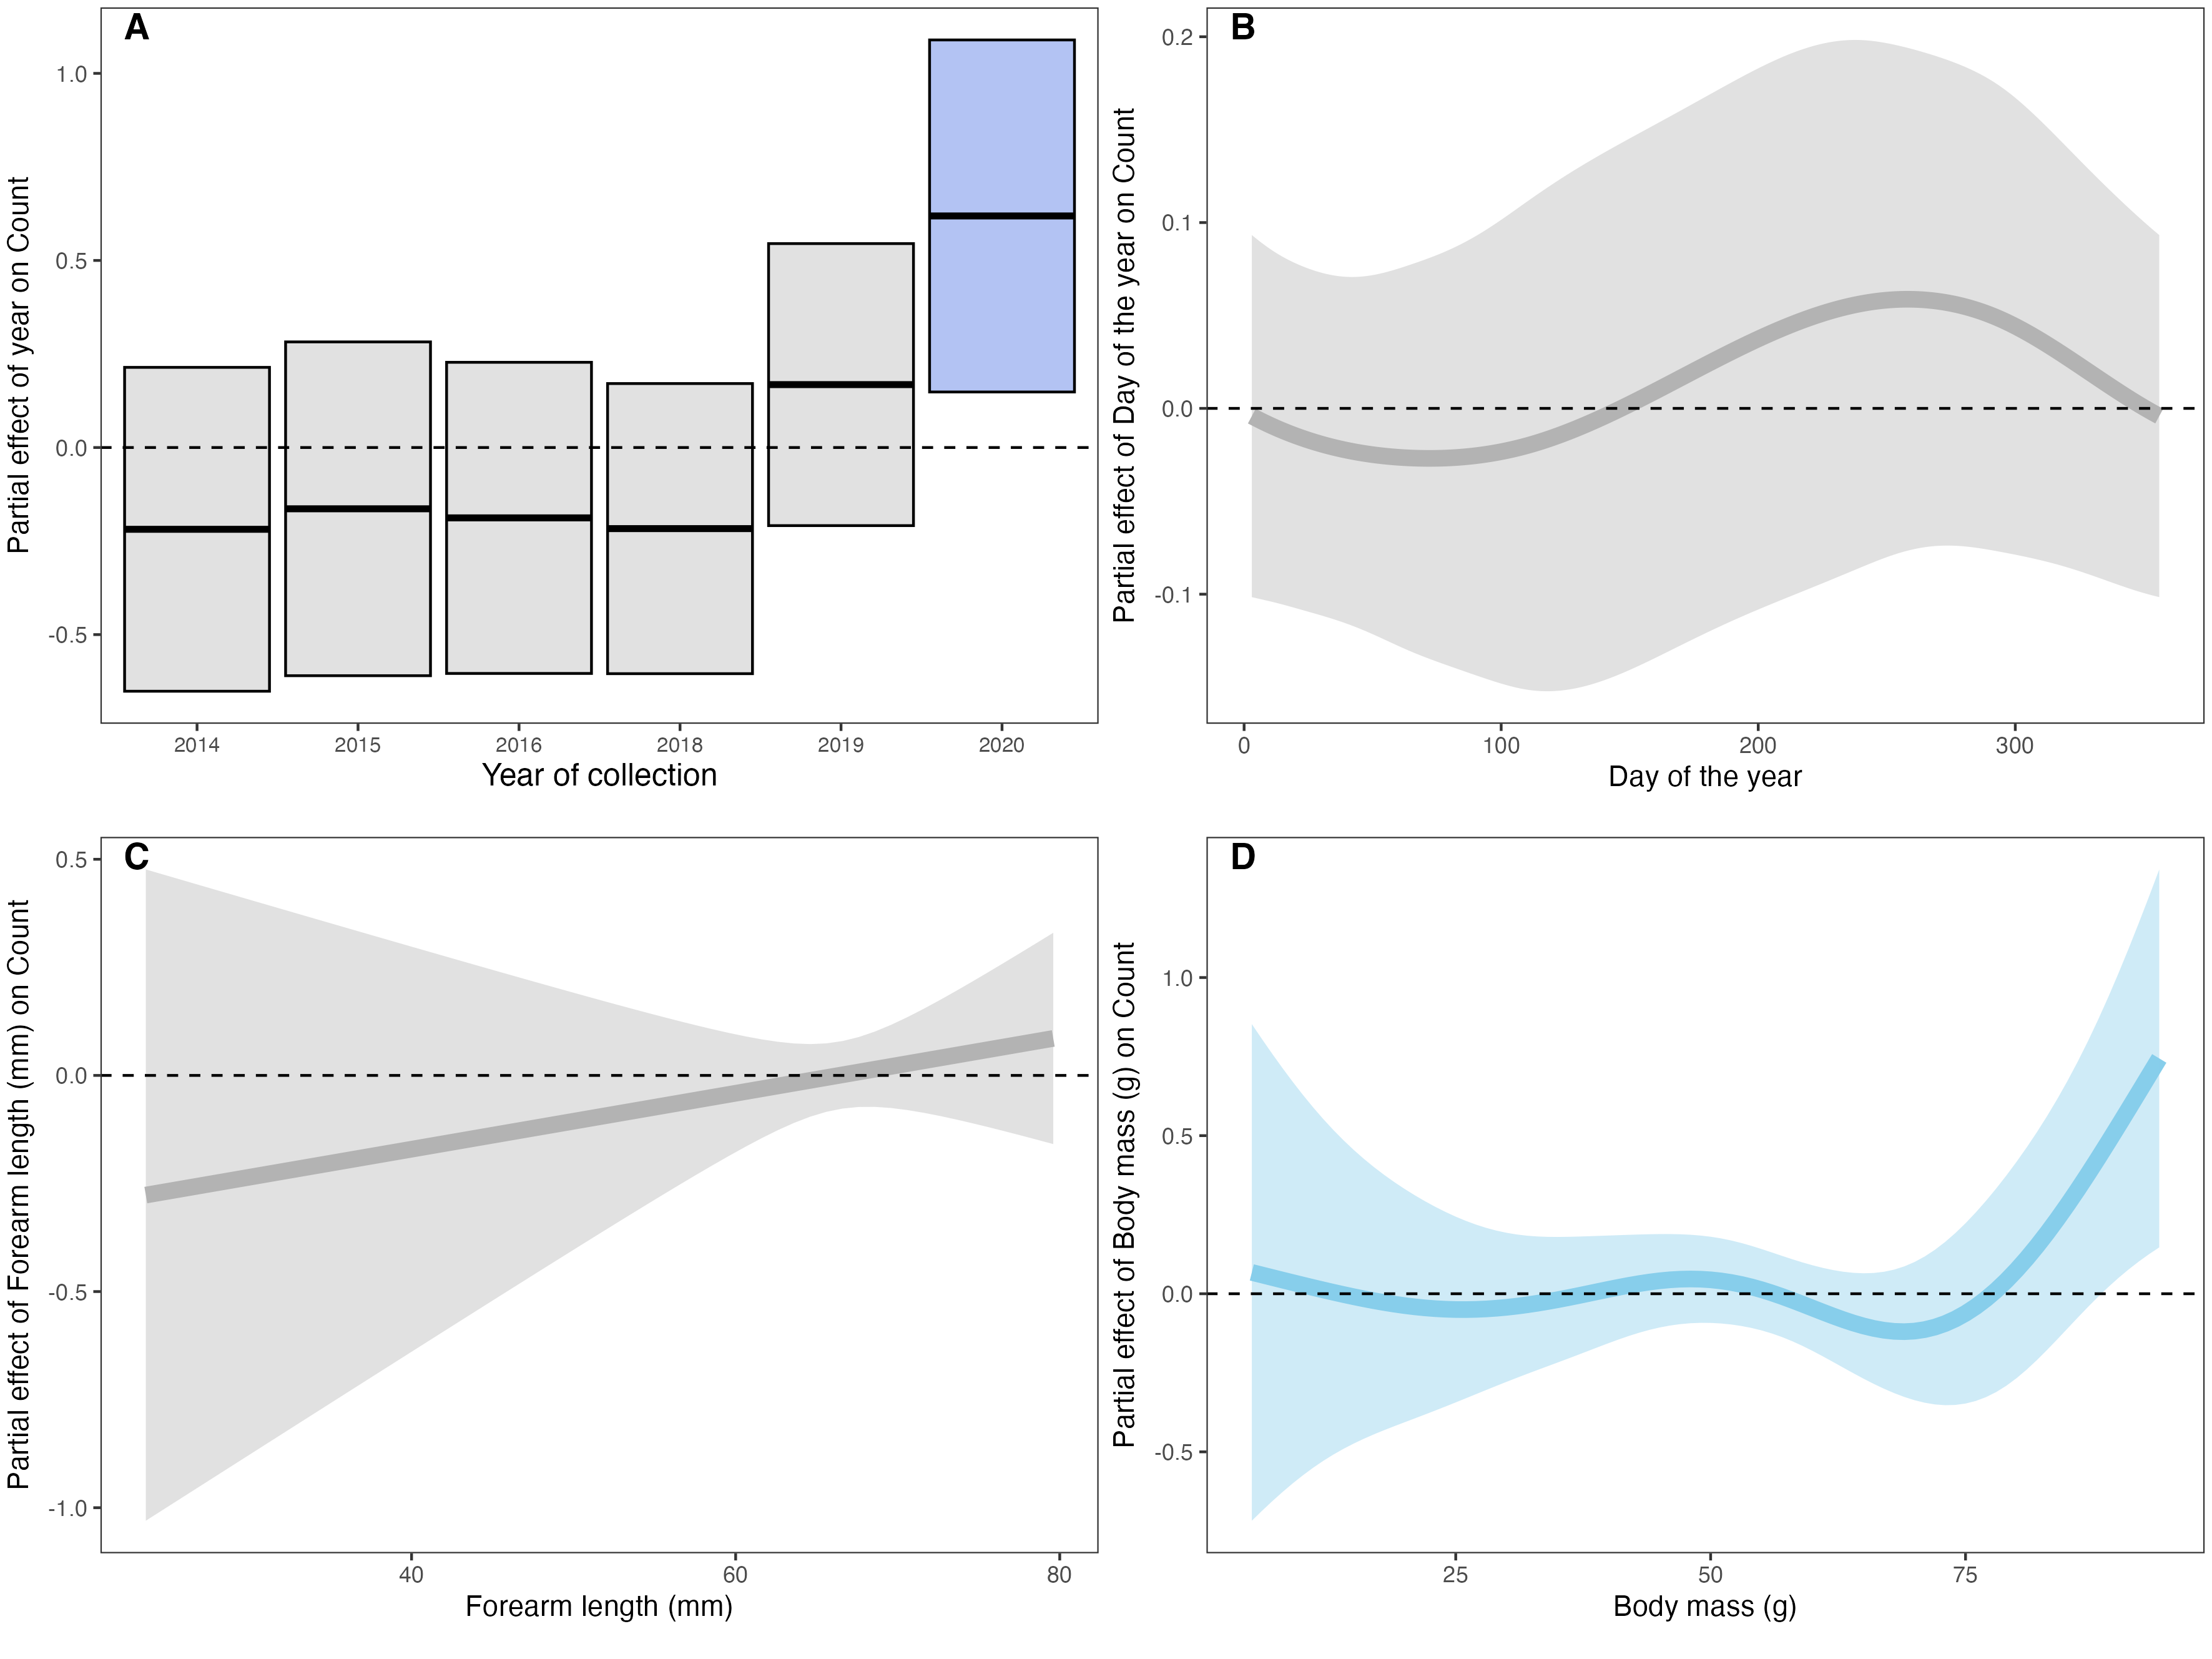 A
Partial effect of year on Count
1.0
0.5
0.0
-0.5
2014 2015 2016 2018 2019 2020
Year of collection
B
Partial effect of Day of the year on Count
0.2
0.1
0.0
-0.1
0 100 200 300
Day of the year
C
Partial effect of Forearm length (mm) on Count
0.5
0.0
-0.5
-1.0
40 60 80
Forearm length (mm)
D
Partial effect of Body mass (g) on Count
1.0
0.5
0.0
-0.5
25 50 75
Body mass (g)